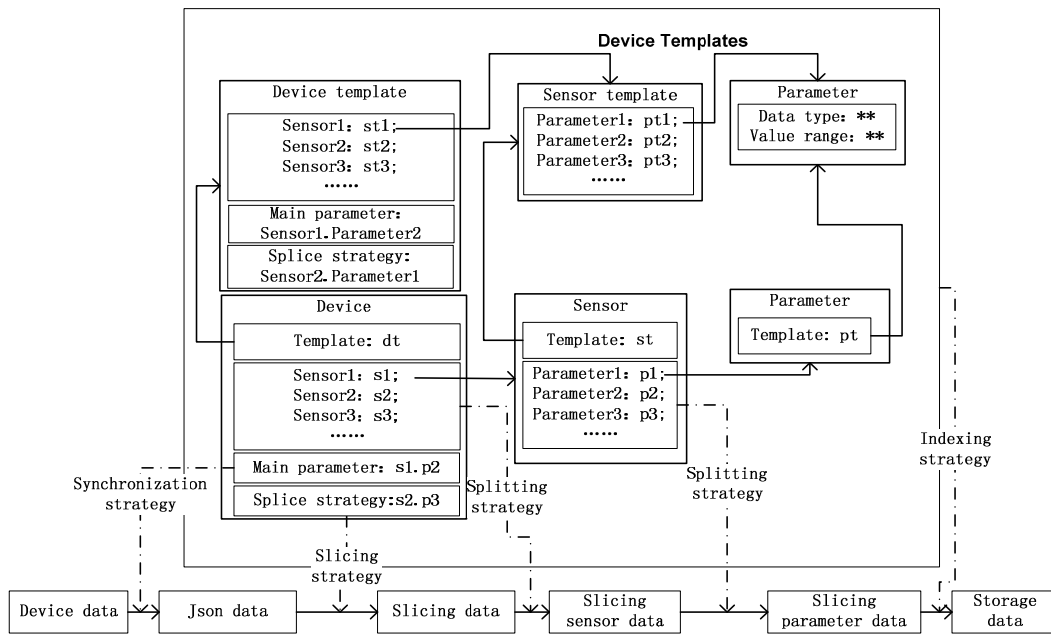 Device Templates
Device template
Sensor1: st1;
Sensor2: st2;
Sensor3: st3;
……
Main parameter:
Sensor1.Parameter2
Splice strategy:
Sensor2.Parameter1
Sensor template
Parameter1: pt1;
Parameter2: pt2;
Parameter3: pt3;
……
Parameter
Data type: **
Value range: **
Device
Template: dt
Sensor1: s1;
Sensor2: s2;
Sensor3: s3;
……
Main parameter: s1.p2
Splice strategy:s2.p3
Sensor
Template: st
Parameter1: p1;
Parameter2: p2;
Parameter3: p3;
……
Parameter
Template: pt
Synchronization
strategy
Slicing
strategy
Splitting
strategy
Splitting
strategy
Indexing
strategy
Device data
Json data
Slicing data
Slicing
sensor data
Slicing
parameter data
Storage
data